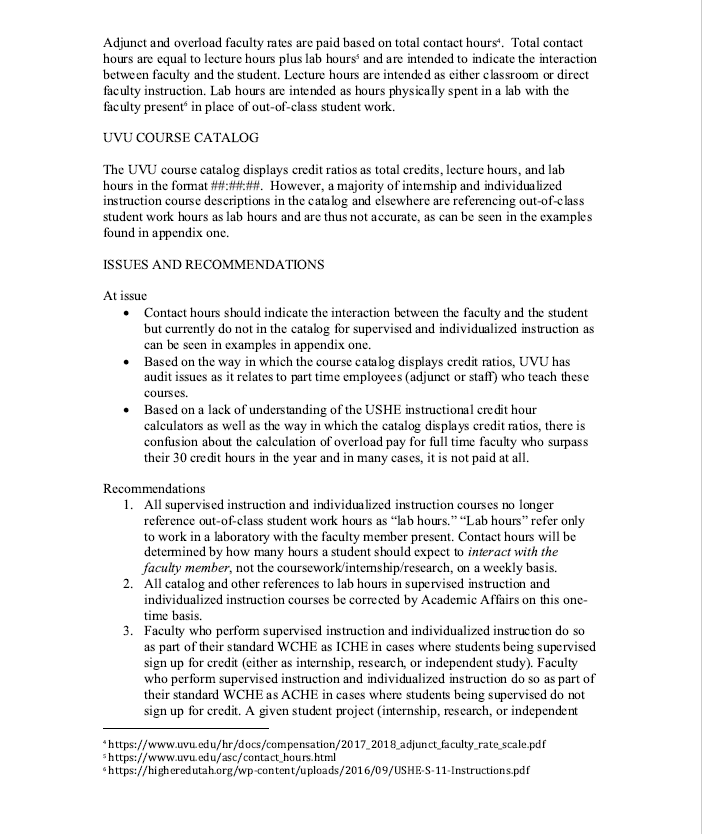 Adjunct and overload faculty rates are paid based on total contact hours⁴.  Total contact
hours are equal to lecture hours plus lab hours⁵ and are intended to indicate the interaction
between faculty and the student. Lecture hours are intended as either classroom or direct
faculty instruction. Lab hours are intended as hours physically spent in a lab with the
faculty present⁶ in place of out-of-class student work.
UVU COURSE CATALOG
The UVU course catalog displays credit ratios as total credits, lecture hours, and lab
hours in the format ##:##:##.  However, a majority of internship and individualized
instruction course descriptions in the catalog and elsewhere are referencing out-of-class
student work hours as lab hours and are thus not accurate, as can be seen in the examples
found in appendix one.
ISSUES AND RECOMMENDATIONS
At issue
• Contact hours should indicate the interaction between the faculty and the student
but currently do not in the catalog for supervised and individualized instruction as
can be seen in examples in appendix one.
• Based on the way in which the course catalog displays credit ratios, UVU has
audit issues as it relates to part time employees (adjunct or staff) who teach these
courses.
• Based on a lack of understanding of the USHE instructional credit hour
calculators as well as the way in which the catalog displays credit ratios, there is
confusion about the calculation of overload pay for full time faculty who surpass
their 30 credit hours in the year and in many cases, it is not paid at all.
Recommendations
1. All supervised instruction and individualized instruction courses no longer
reference out-of-class student work hours as “lab hours.” “Lab hours” refer only
to work in a laboratory with the faculty member present. Contact hours will be
determined by how many hours a student should expect to interact with the
faculty member, not the coursework/internship/research, on a weekly basis.
2. All catalog and other references to lab hours in supervised instruction and
individualized instruction courses be corrected by Academic Affairs on this one-
time basis.
3. Faculty who perform supervised instruction and individualized instruction do so
as part of their standard WCHE as ICHE in cases where students being supervised
sign up for credit (either as internship, research, or independent study). Faculty
who perform supervised instruction and individualized instruction do so as part of
their standard WCHE as ACHE in cases where students being supervised do not
sign up for credit. A given student project (internship, research, or independent
⁴ https://www.uvu.edu/hr/docs/compensation/2017_2018_adjunct_faculty_rate_scale.pdf
⁵ https://www.uvu.edu/asc/contact_hours.html
⁶ https://higheredutah.org/wp-content/uploads/2016/09/USHE-S-11-Instructions.pdf